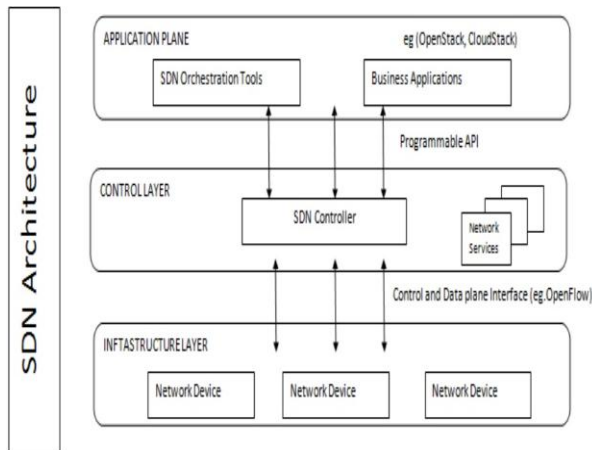 SDN Architecture
APPLICATION PLANE
eg (OpenStack, CloudStack)
SDN Orchestration Tools
Business Applications
Programmable API
CONTROL LAYER
SDN Controller
Network
Services
Control and Data plane Interface (eg.OpenFlow)
INFTASTRUCTURE LAYER
Network Device
Network Device
Network Device